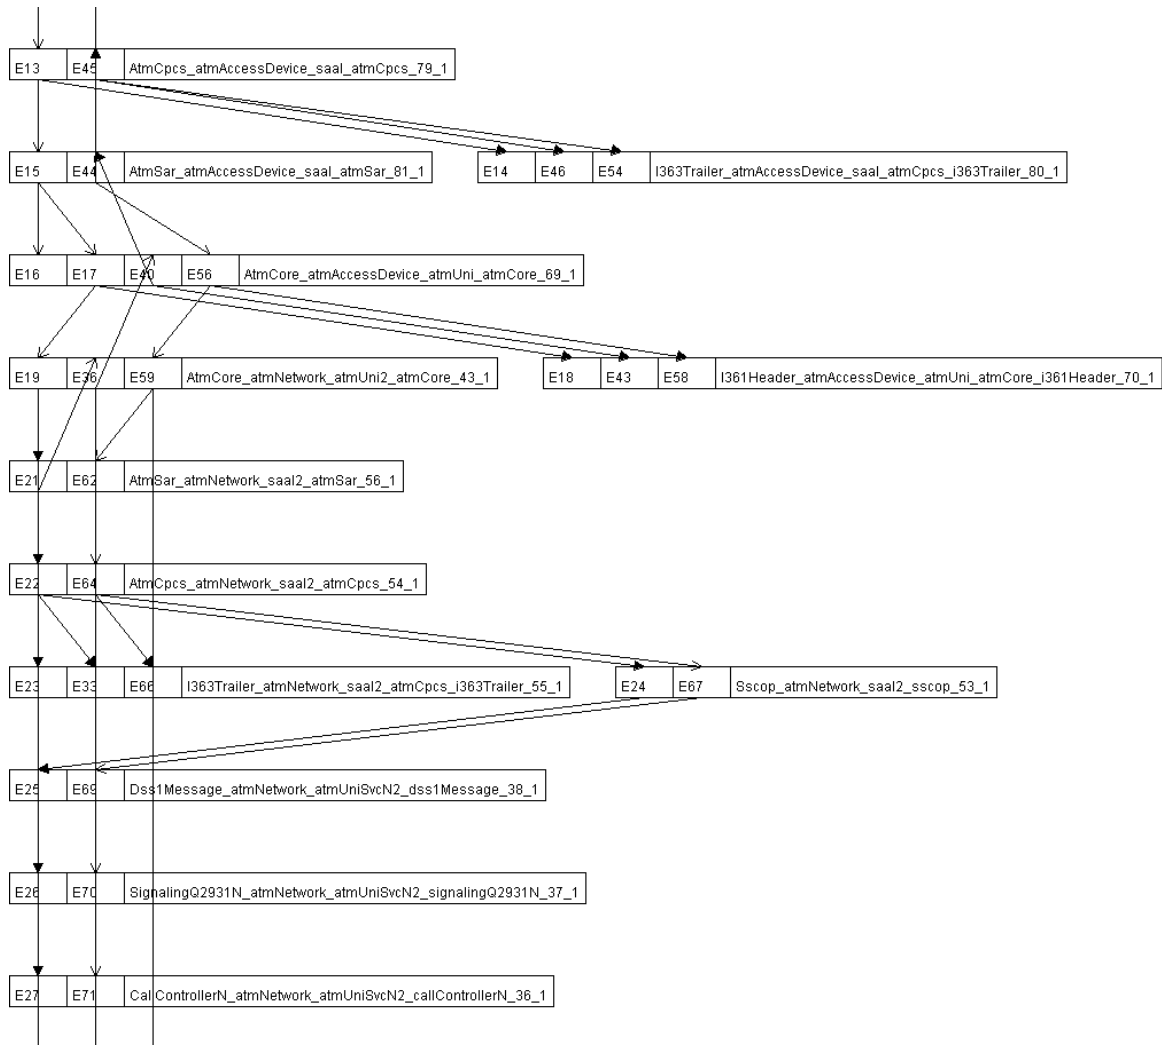 E13 E45 AtmCpcs_atmAccessDevice_saal_atmCpcs_79_1
E15 E44 AtmSar_atmAccessDevice_saal_atmSar_81_1
E14 E46 E54 I363Trailer_atmAccessDevice_saal_atmCpcs_i363Trailer_80_1
E16 E17 E40 E56 AtmCore_atmAccessDevice_atmUni_atmCore_69_1
E19 E36 E59 AtmCore_atmNetwork_atmUni2_atmCore_43_1
E18 E43 E58 I361Header_atmAccessDevice_atmUni_atmCore_i361Header_70_1
E21 E62 AtmSar_atmNetwork_saal2_atmSar_56_1
E22 E64 AtmCpcs_atmNetwork_saal2_atmCpcs_54_1
E23 E33 E66 I363Trailer_atmNetwork_saal2_atmCpcs_i363Trailer_55_1
E24 E67 Sscop_atmNetwork_saal2_sscop_53_1
E25 E69 Dss1Message_atmNetwork_atmUniSvcN2_dss1Message_38_1
E26 E70 SignalingQ2931N_atmNetwork_atmUniSvcN2_signalingQ2931N_37_1
E27 E71 CallControllerN_atmNetwork_atmUniSvcN2_callControllerN_36_1